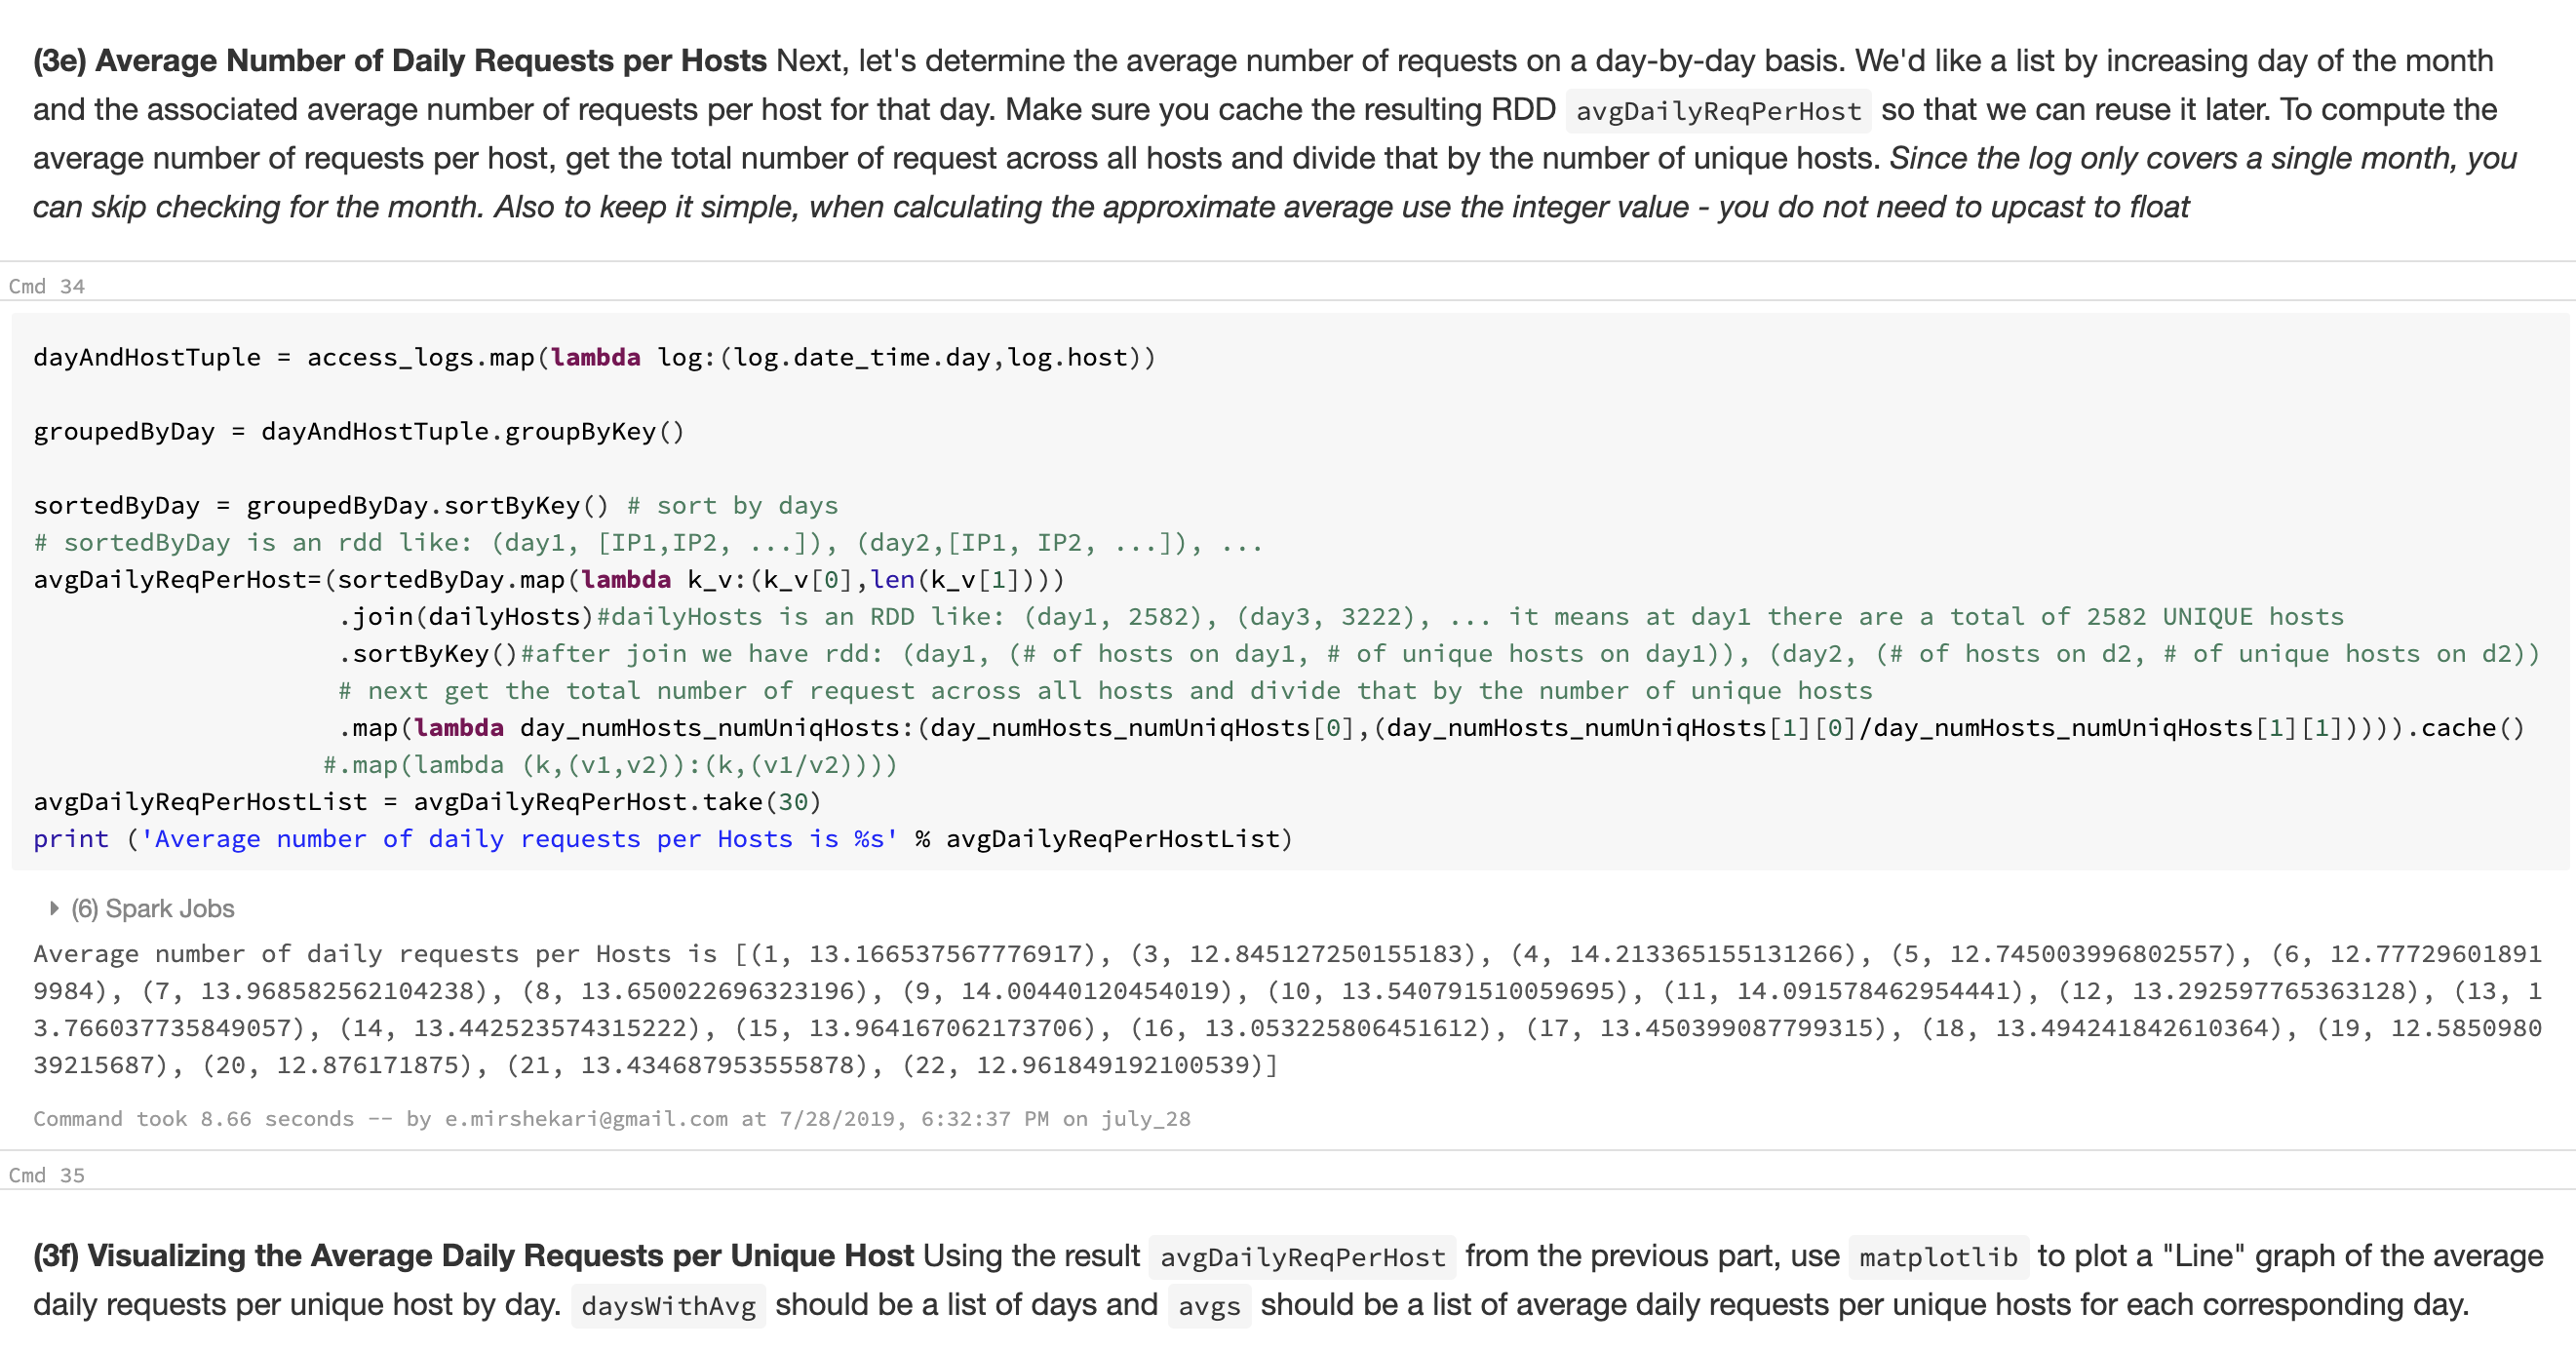 (3e) Average Number of Daily Requests per Hosts Next, let's determine the average number of requests on a day-by-day basis. We'd like a list by increasing day of the month
and the associated average number of requests per host for that day. Make sure you cache the resulting RDD avgDailyReqPerHost so that we can reuse it later. To compute the
average number of requests per host, get the total number of request across all hosts and divide that by the number of unique hosts. Since the log only covers a single month, you
can skip checking for the month. Also to keep it simple, when calculating the approximate average use the integer value - you do not need to upcast to float
Cmd 34
dayAndHostTuple = access_logs.map(lambda log:(log.date_time.day,log.host))
groupedByDay = dayAndHostTuple.groupByKey()
sortedByDay = groupedByDay.sortByKey() # sort by days
# sortedByDay is an rdd like: (day1, [IP1,IP2, ...]), (day2,[IP1, IP2, ...]), ...
avgDailyReqPerHost=(sortedByDay.map(lambda k_v:(k_v[0],len(k_v[1])))
.join(dailyHosts)#dailyHosts is an RDD like: (day1, 2582), (day3, 3222), ... it means at day1 there are a total of 2582 UNIQUE hosts
.sortByKey()#after join we have rdd: (day1, (# of hosts on day1, # of unique hosts on day1)), (day2, (# of hosts on d2, # of unique hosts on d2))
# next get the total number of request across all hosts and divide that by the number of unique hosts
.map(lambda day_numHosts_numUniqHosts:(day_numHosts_numUniqHosts[0],(day_numHosts_numUniqHosts[1][0]/day_numHosts_numUniqHosts[1][1])))).cache()
#.map(lambda (k,(v1,v2)):(k,(v1/v2))))
avgDailyReqPerHostList = avgDailyReqPerHost.take(30)
print ('Average number of daily requests per Hosts is %s' % avgDailyReqPerHostList)
(6) Spark Jobs
Average number of daily requests per Hosts is [(1, 13.166537567776917), (3, 12.845127250155183), (4, 14.213365155131266), (5, 12.745003996802557), (6, 12.77729601891
9984), (7, 13.968582562104238), (8, 13.650022696323196), (9, 14.00440120454019), (10, 13.540791510059695), (11, 14.091578462954441), (12, 13.292597765363128), (13, 1
3.766037735849057), (14, 13.442523574315222), (15, 13.964167062173706), (16, 13.053225806451612), (17, 13.450399087799315), (18, 13.494241842610364), (19, 12.5850980
39215687), (20, 12.876171875), (21, 13.434687953555878), (22, 12.961849192100539)]
Command took 8.66 seconds -- by e.mirshekari@gmail.com at 7/28/2019, 6:32:37 PM on july_28
Cmd 35
(3f) Visualizing the Average Daily Requests per Unique Host Using the result avgDailyReqPerHost from the previous part, use matplotlib to plot a "Line" graph of the average
daily requests per unique host by day. daysWithAvg should be a list of days and avgs should be a list of average daily requests per unique hosts for each corresponding day.